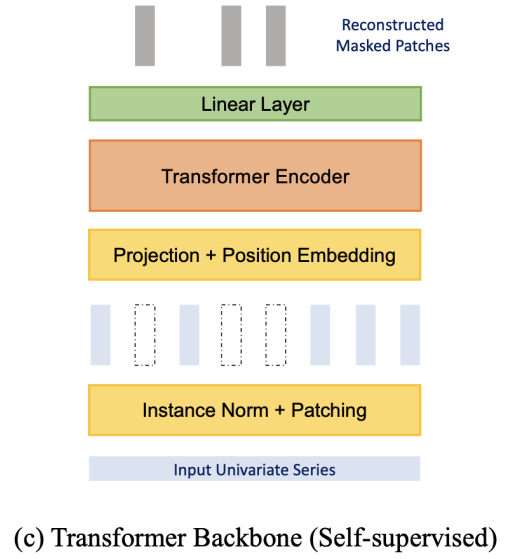 Reconstructed
Masked Patches
Linear Layer
Transformer Encoder
Projection + Position Embedding
Instance Norm + Patching
Input Univariate Series
(c) Transformer Backbone (Self-supervised)